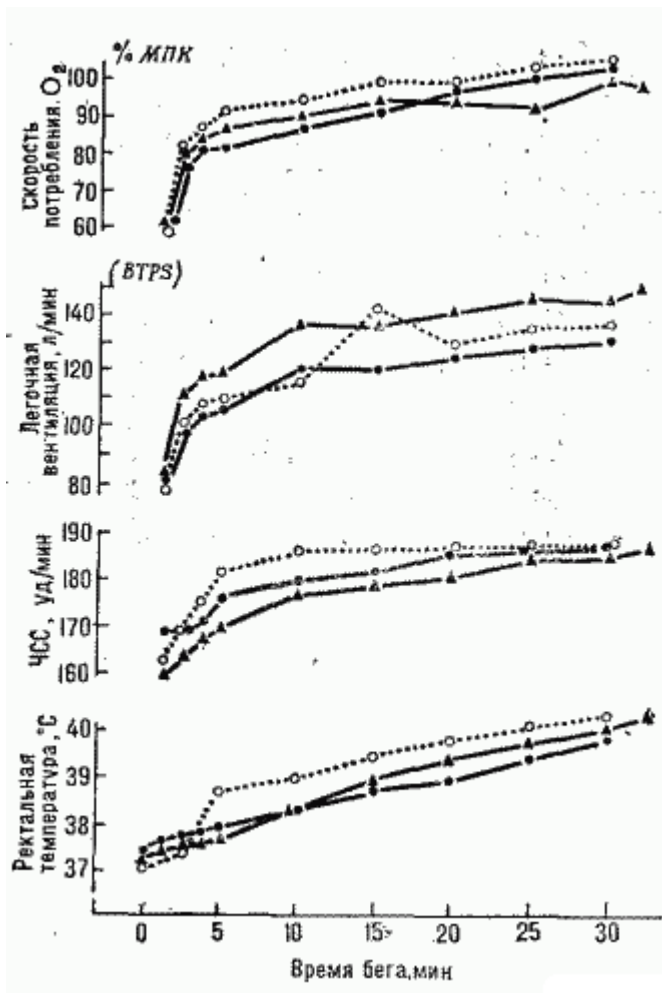 % МПК
Скорость
потребления. O₂
100
90
80
70
60
(BTPS)
Легочная
вентиляция, л/мин
140
120
100
80
ЧСС, уд/мин
190
180
170
160
Ректальная
температура, °C
40
39
38
37
0 5 10 15 20 25 30
Время бега, мин